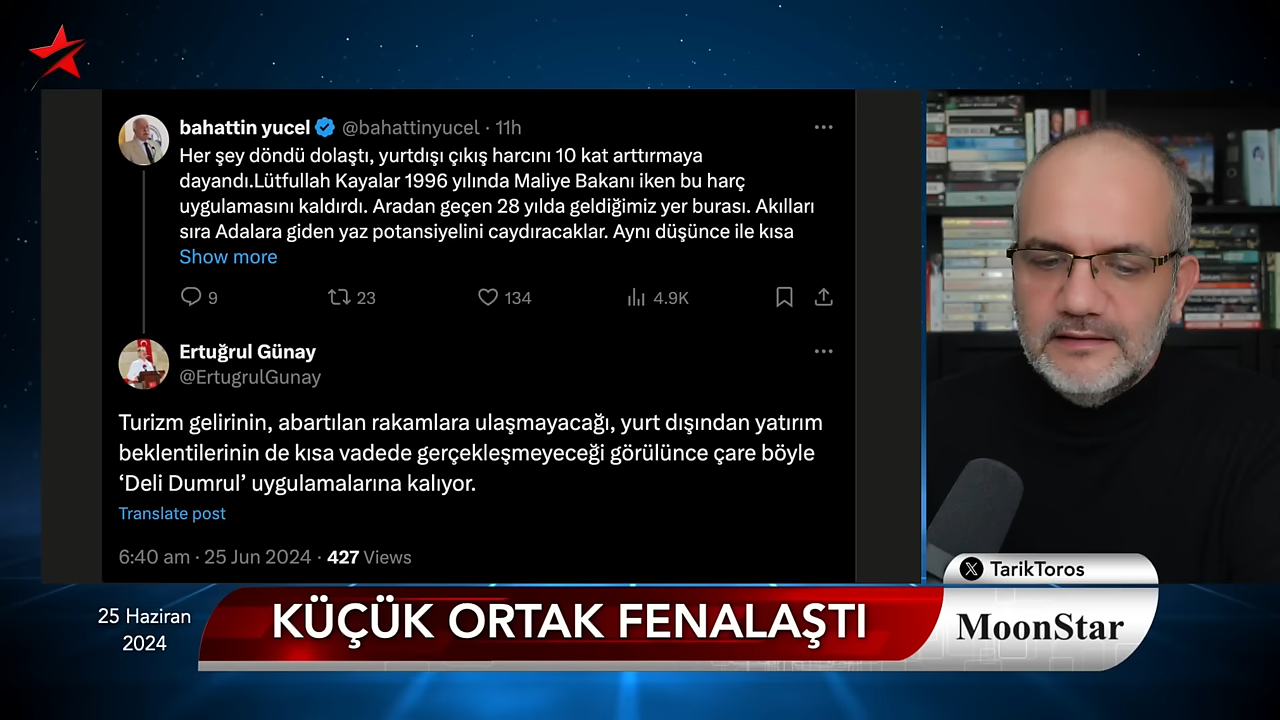 bahattin yucel @bahattinyucel · 11h
Her şey döndü dolaştı, yurtdışı çıkış harcını 10 kat arttırmaya
dayandı.Lütfullah Kayalar 1996 yılında Maliye Bakanı iken bu harç
uygulamasını kaldırdı. Aradan geçen 28 yılda geldiğimiz yer burası. Akılları
sıra Adalara giden yaz potansiyelini caydıracaklar. Aynı düşünce ile kısa
Show more
9 23 134 4.9K
Ertuğrul Günay
@ErtugrulGunay
Turizm gelirinin, abartılan rakamlara ulaşmayacağı, yurt dışından yatırım
beklentilerinin de kısa vadede gerçekleşmeyeceği görülünce çare böyle
‘Deli Dumrul’ uygulamalarına kalıyor.
Translate post
6:40 am · 25 Jun 2024 · 427 Views
X TarikToros
25 Haziran
2024
KÜÇÜK ORTAK FENALAŞTI
MoonStar